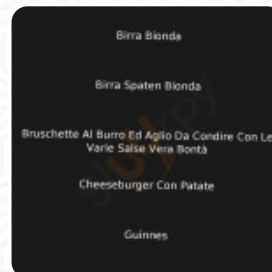 Birra Bionda
Birra Spaten Bionda
Bruschette Al Burro Ed Aglio Da Condire Con Le
Varie Salse Vera Bontà
Cheeseburger Con Patate
Guinnes